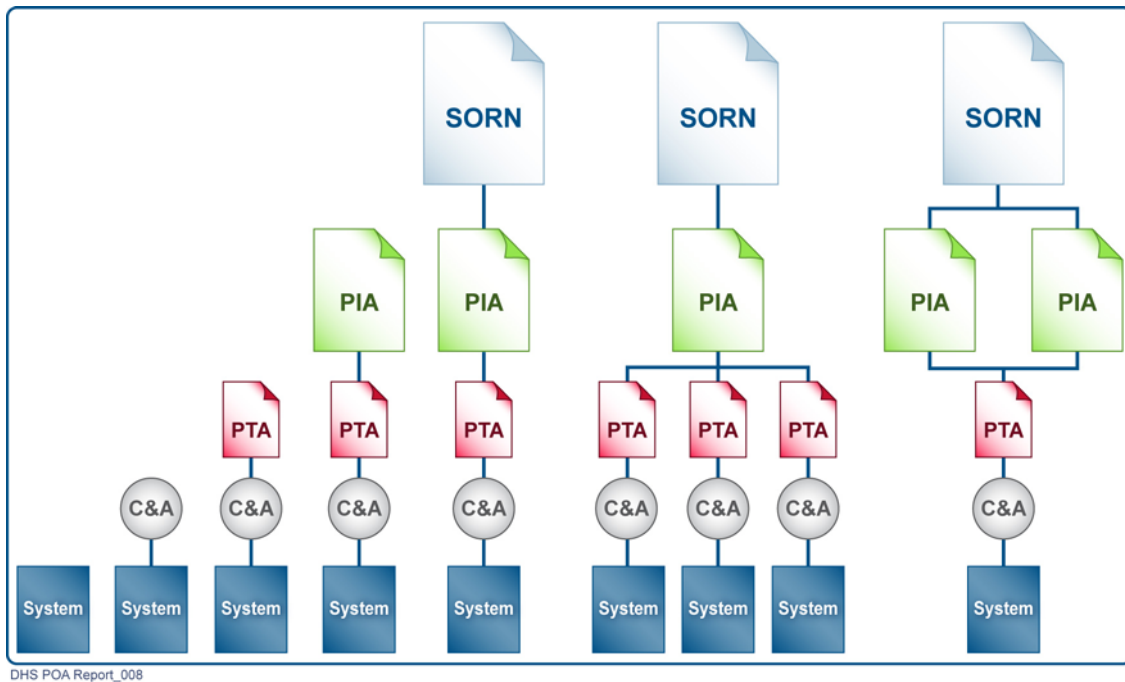 SORN SORN SORN
PIA PIA PIA PIA PIA
PTA PTA PTA PTA PTA PTA PTA
C&A C&A C&A C&A C&A C&A C&A C&A
System System System System System System System System System
DHS POA Report_008